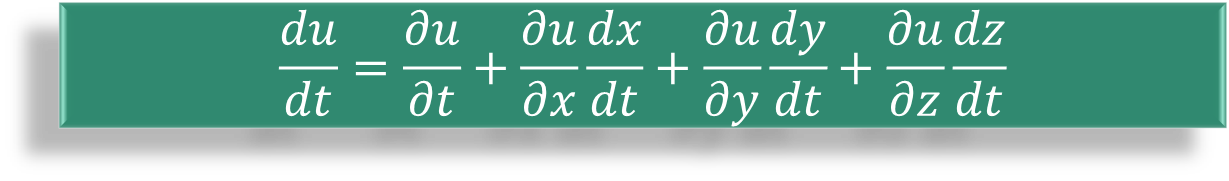 du/dt = ∂u/∂t + ∂u/∂x dx/dt + ∂u/∂y dy/dt + ∂u/∂z dz/dt